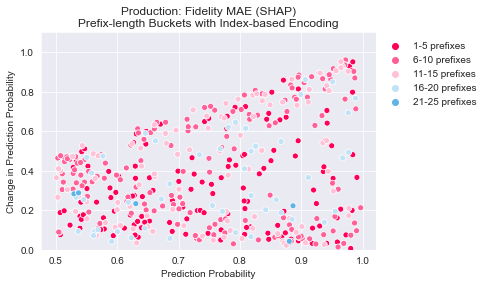 Production: Fidelity MAE (SHAP)
Prefix-length Buckets with Index-based Encoding
1-5 prefixes
6-10 prefixes
11-15 prefixes
16-20 prefixes
21-25 prefixes
Change in Prediction Probability
1.0
0.8
0.6
0.4
0.2
0.0
0.5 0.6 0.7 0.8 0.9 1.0
Prediction Probability